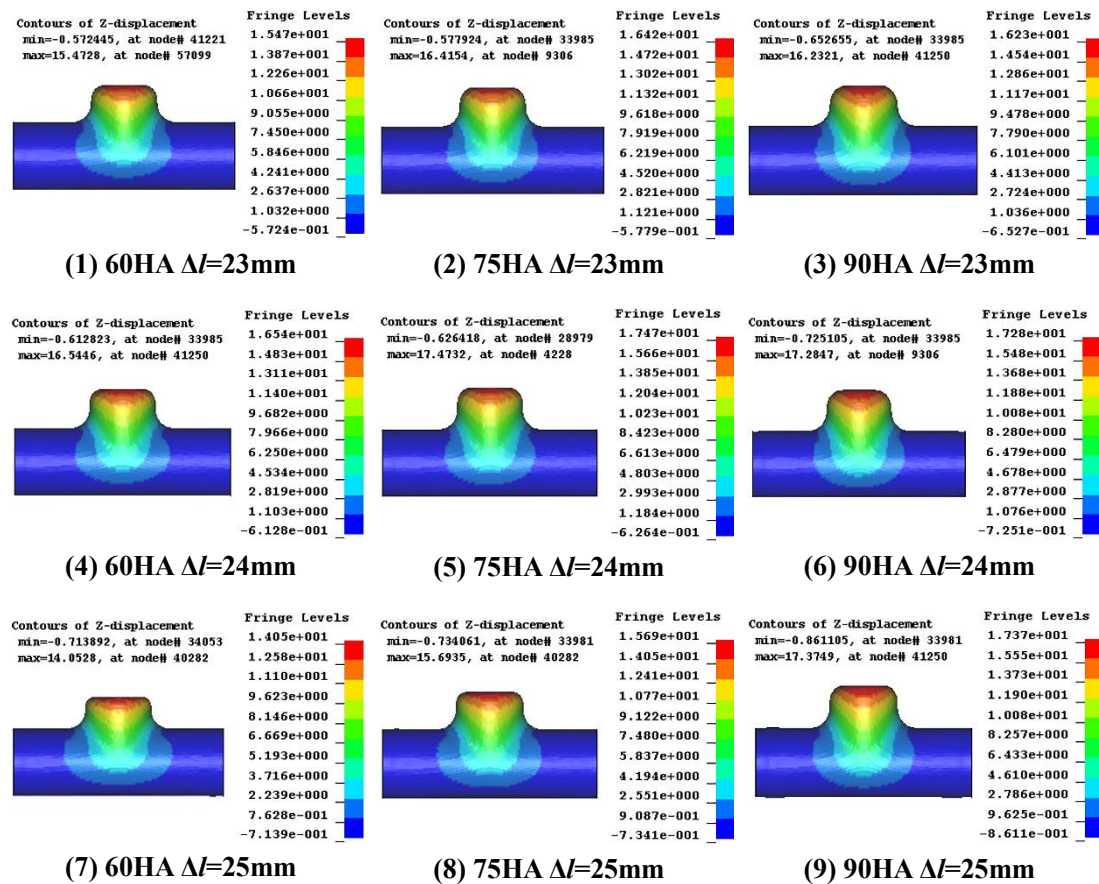 Contours of Z-displacement
min=-0.572445, at node# 41221
max=15.4728, at node# 57099
Fringe Levels
1.547e+001
1.387e+001
1.226e+001
1.066e+001
9.055e+000
7.450e+000
5.846e+000
4.241e+000
2.637e+000
1.032e+000
-5.724e-001
(1) 60HA Δl=23mm
Contours of Z-displacement
min=-0.577924, at node# 33985
max=16.4154, at node# 9306
Fringe Levels
1.642e+001
1.472e+001
1.302e+001
1.132e+001
9.618e+000
7.919e+000
6.219e+000
4.520e+000
2.821e+000
1.121e+000
-5.779e-001
(2) 75HA Δl=23mm
Contours of Z-displacement
min=-0.652655, at node# 33985
max=16.2321, at node# 41250
Fringe Levels
1.623e+001
1.454e+001
1.286e+001
1.117e+001
9.478e+000
7.790e+000
6.101e+000
4.413e+000
2.724e+000
1.036e+000
-6.527e-001
(3) 90HA Δl=23mm
Contours of Z-displacement
min=-0.612823, at node# 33985
max=16.5446, at node# 41250
Fringe Levels
1.654e+001
1.483e+001
1.311e+001
1.140e+001
9.682e+000
7.966e+000
6.250e+000
4.534e+000
2.819e+000
1.103e+000
-6.128e-001
(4) 60HA Δl=24mm
Contours of Z-displacement
min=-0.626418, at node# 28979
max=17.4732, at node# 4228
Fringe Levels
1.747e+001
1.566e+001
1.385e+001
1.204e+001
1.023e+001
8.423e+000
6.613e+000
4.803e+000
2.993e+000
1.184e+000
-6.264e-001
(5) 75HA Δl=24mm
Contours of Z-displacement
min=-0.725105, at node# 33985
max=17.2847, at node# 9306
Fringe Levels
1.728e+001
1.548e+001
1.368e+001
1.188e+001
1.008e+001
8.280e+000
6.479e+000
4.678e+000
2.877e+000
1.076e+000
-7.251e-001
(6) 90HA Δl=24mm
Contours of Z-displacement
min=-0.713892, at node# 34053
max=14.0528, at node# 40282
Fringe Levels
1.405e+001
1.258e+001
1.110e+001
9.623e+000
8.146e+000
6.669e+000
5.193e+000
3.716e+000
2.239e+000
7.628e-001
-7.139e-001
(7) 60HA Δl=25mm
Contours of Z-displacement
min=-0.734061, at node# 33981
max=15.6935, at node# 40282
Fringe Levels
1.569e+001
1.405e+001
1.241e+001
1.077e+001
9.122e+000
7.480e+000
5.837e+000
4.194e+000
2.551e+000
9.087e-001
-7.341e-001
(8) 75HA Δl=25mm
Contours of Z-displacement
min=-0.861105, at node# 33981
max=17.3749, at node# 41250
Fringe Levels
1.737e+001
1.555e+001
1.373e+001
1.190e+001
1.008e+001
8.257e+000
6.433e+000
4.610e+000
2.786e+000
9.625e-001
-8.611e-001
(9) 90HA Δl=25mm